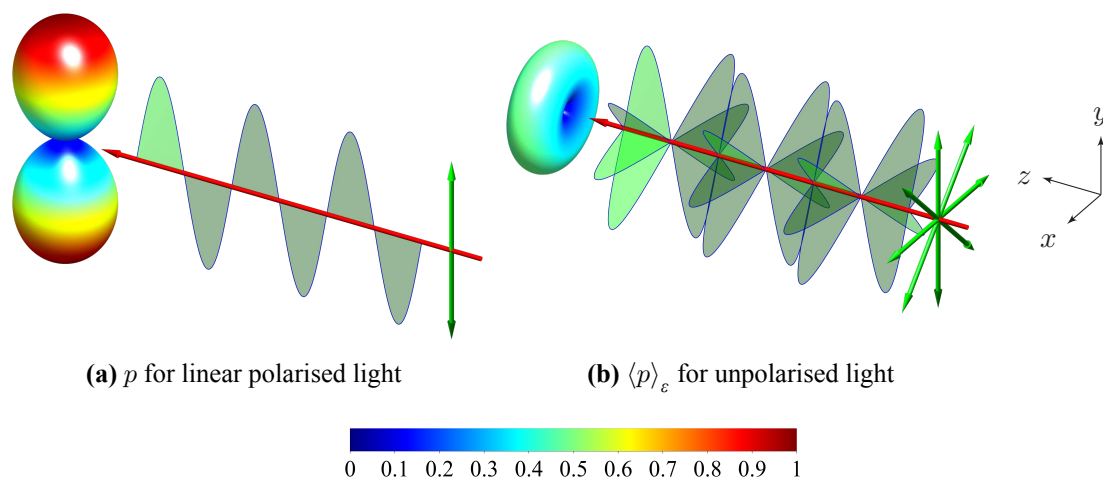 y
z
x
(a) p for linear polarised light
(b) ⟨p⟩ε for unpolarised light
0 0.1 0.2 0.3 0.4 0.5 0.6 0.7 0.8 0.9 1